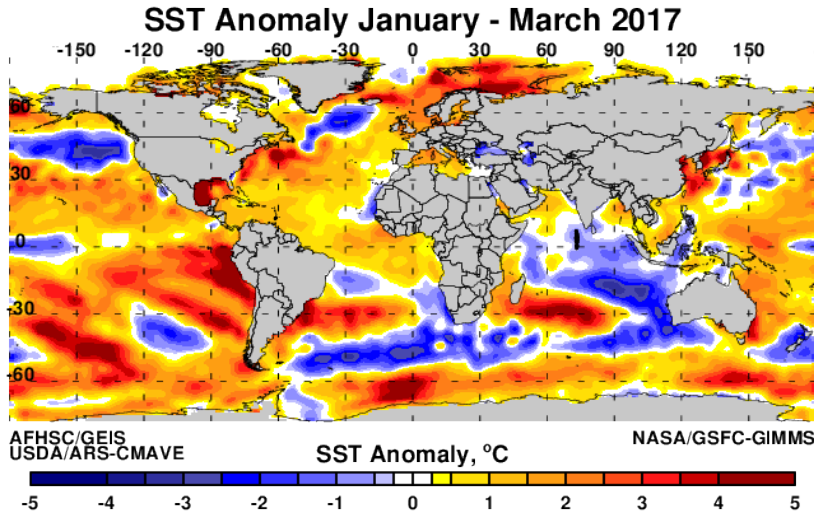 SST Anomaly January - March 2017
-150 -120 -90 -60 -30 0 30 60 90 120 150
60
30
0
-30
-60
AFHSC/GEIS
USDA/ARS-CMAVE
NASA/GSFC-GIMMS
SST Anomaly, °C
-5 -4 -3 -2 -1 0 1 2 3 4 5